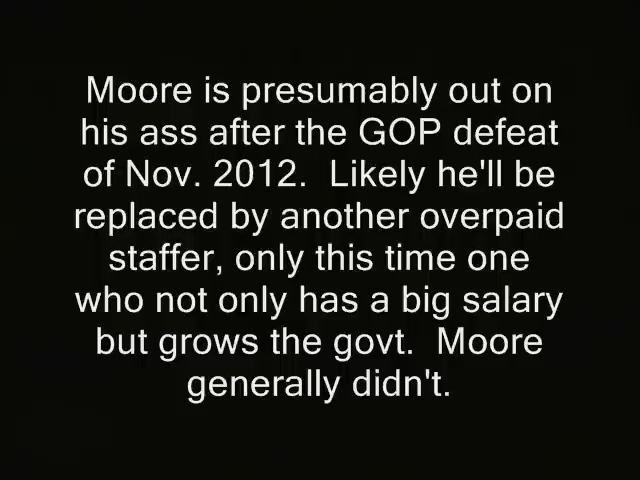 Moore is presumably out on
his ass after the GOP defeat
of Nov. 2012.  Likely he'll be
replaced by another overpaid
staffer, only this time one
who not only has a big salary
but grows the govt.  Moore
generally didn't.